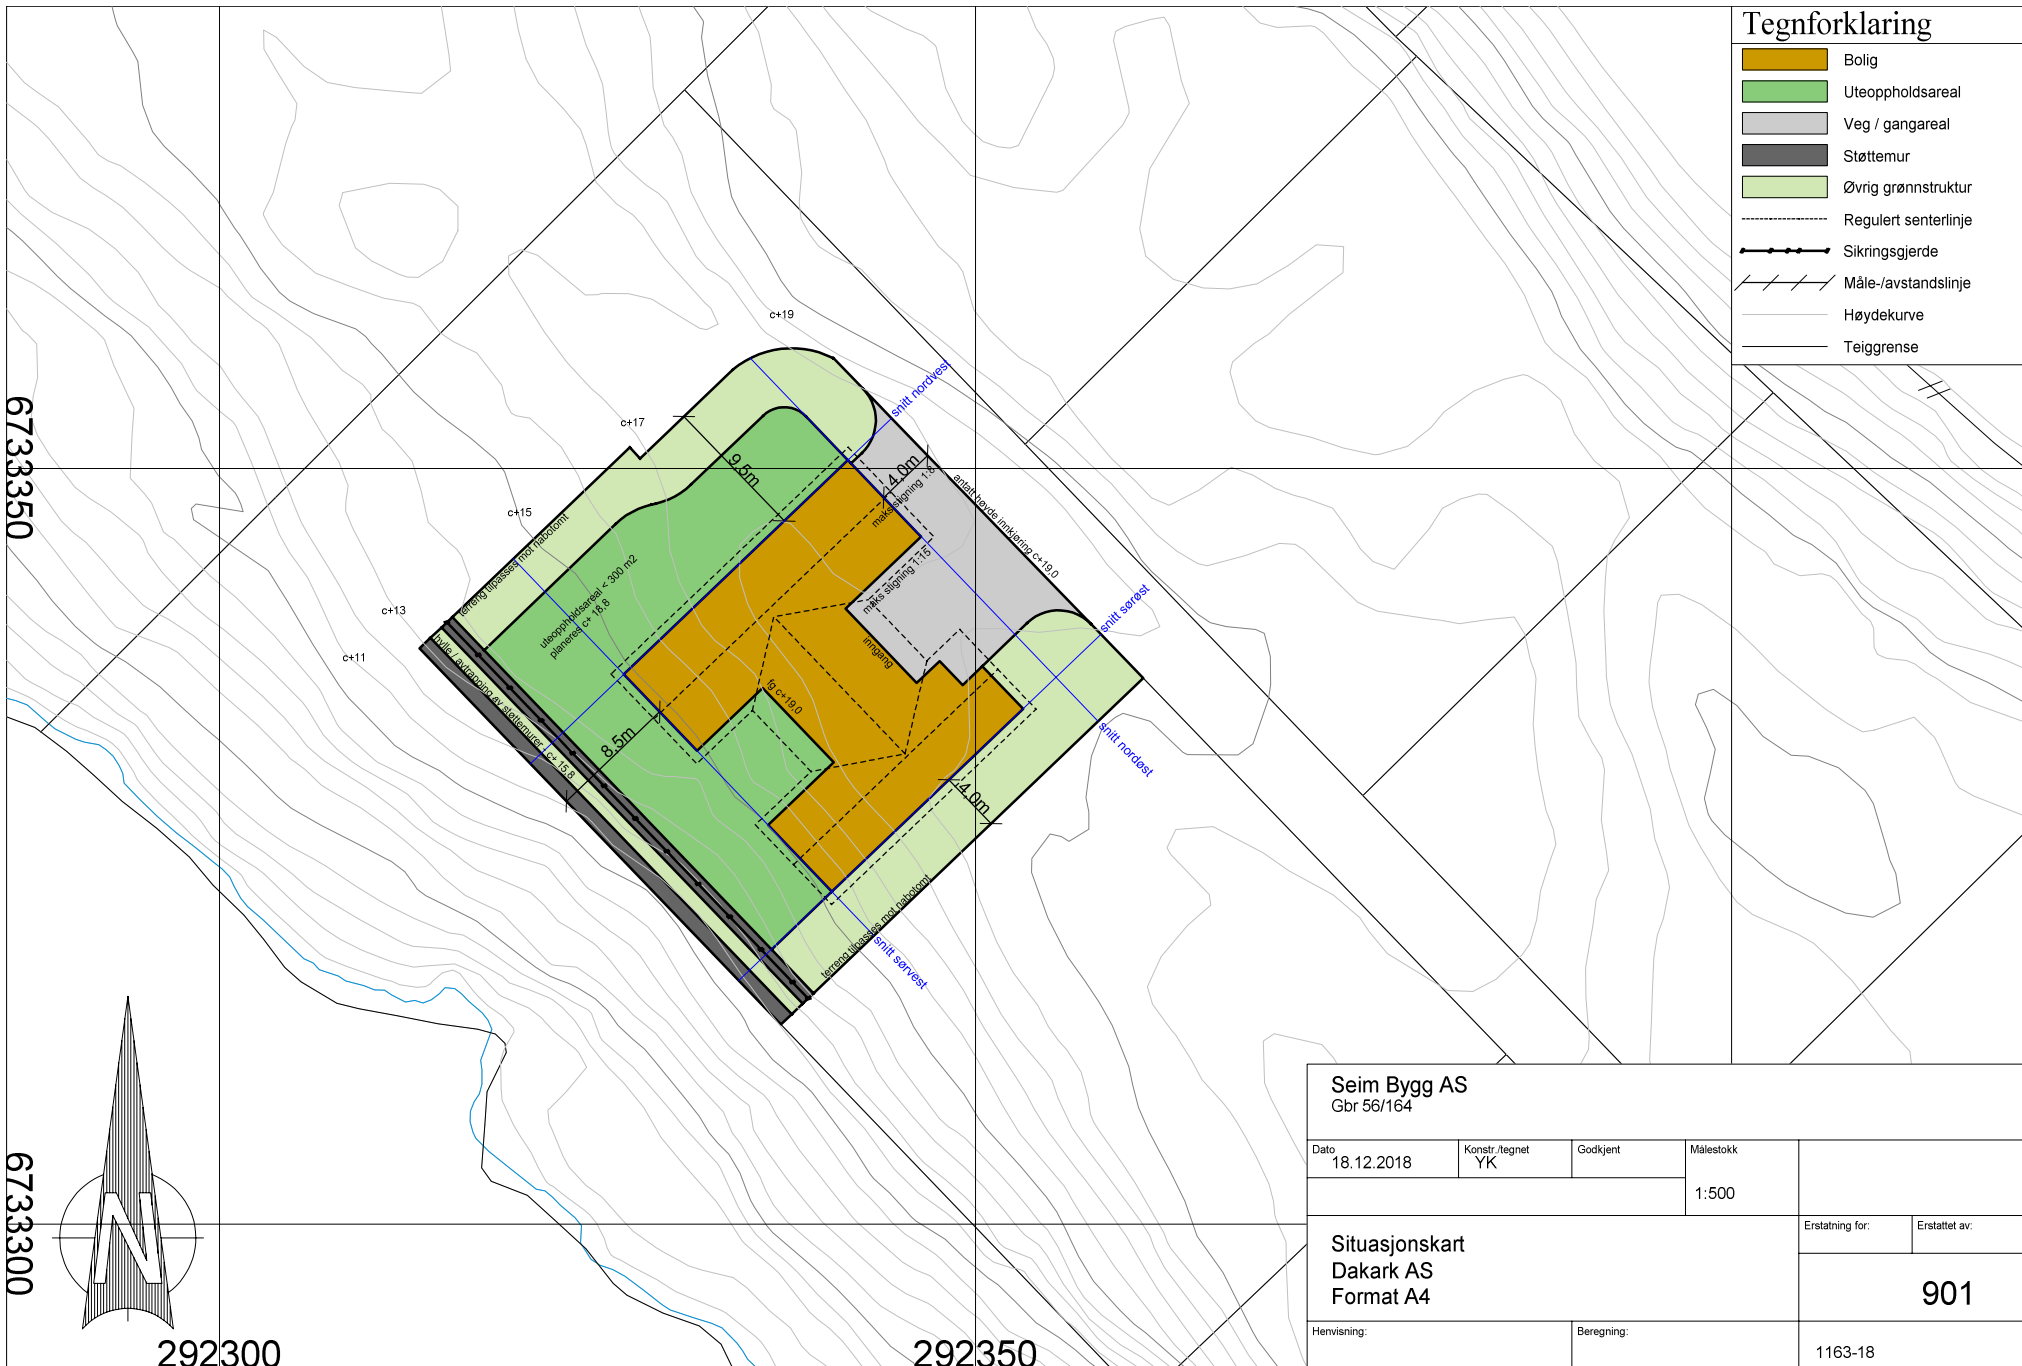 Tegnforklaring
Bolig
Uteoppholdsareal
Veg / gangareal
Støttemur
Øvrig grønnstruktur
Regulert senterlinje
Sikringsgjerde
Måle-/avstandslinje
Høydekurve
Teiggrense
c+19
c+17
c+15
c+13
c+11
snitt nordvest
snitt sørøst
snitt nordøst
snitt sørvest
9,5m
4,0m
maks stigning 1:8
antatt høyde innkjøring c+19.0
maks stigning 1:15
inngang
fg c+19,0
terreng tilpasses mot nabotomt
uteoppholdsareal < 300 m2
planeres c+ 18.8
hylle / avtrapping av støttemurer c+ 15.8
8,5m
4,0m
terreng tilpasses mot nabotomt
6733350
6733300
292300
292350
N
Seim Bygg AS
Gbr 56/164
Dato
18.12.2018
Konstr./tegnet
YK
Godkjent
Målestokk
1:500
Situasjonskart
Dakark AS
Format A4
Erstatning for:
Erstattet av:
901
Henvisning:
Beregning:
1163-18